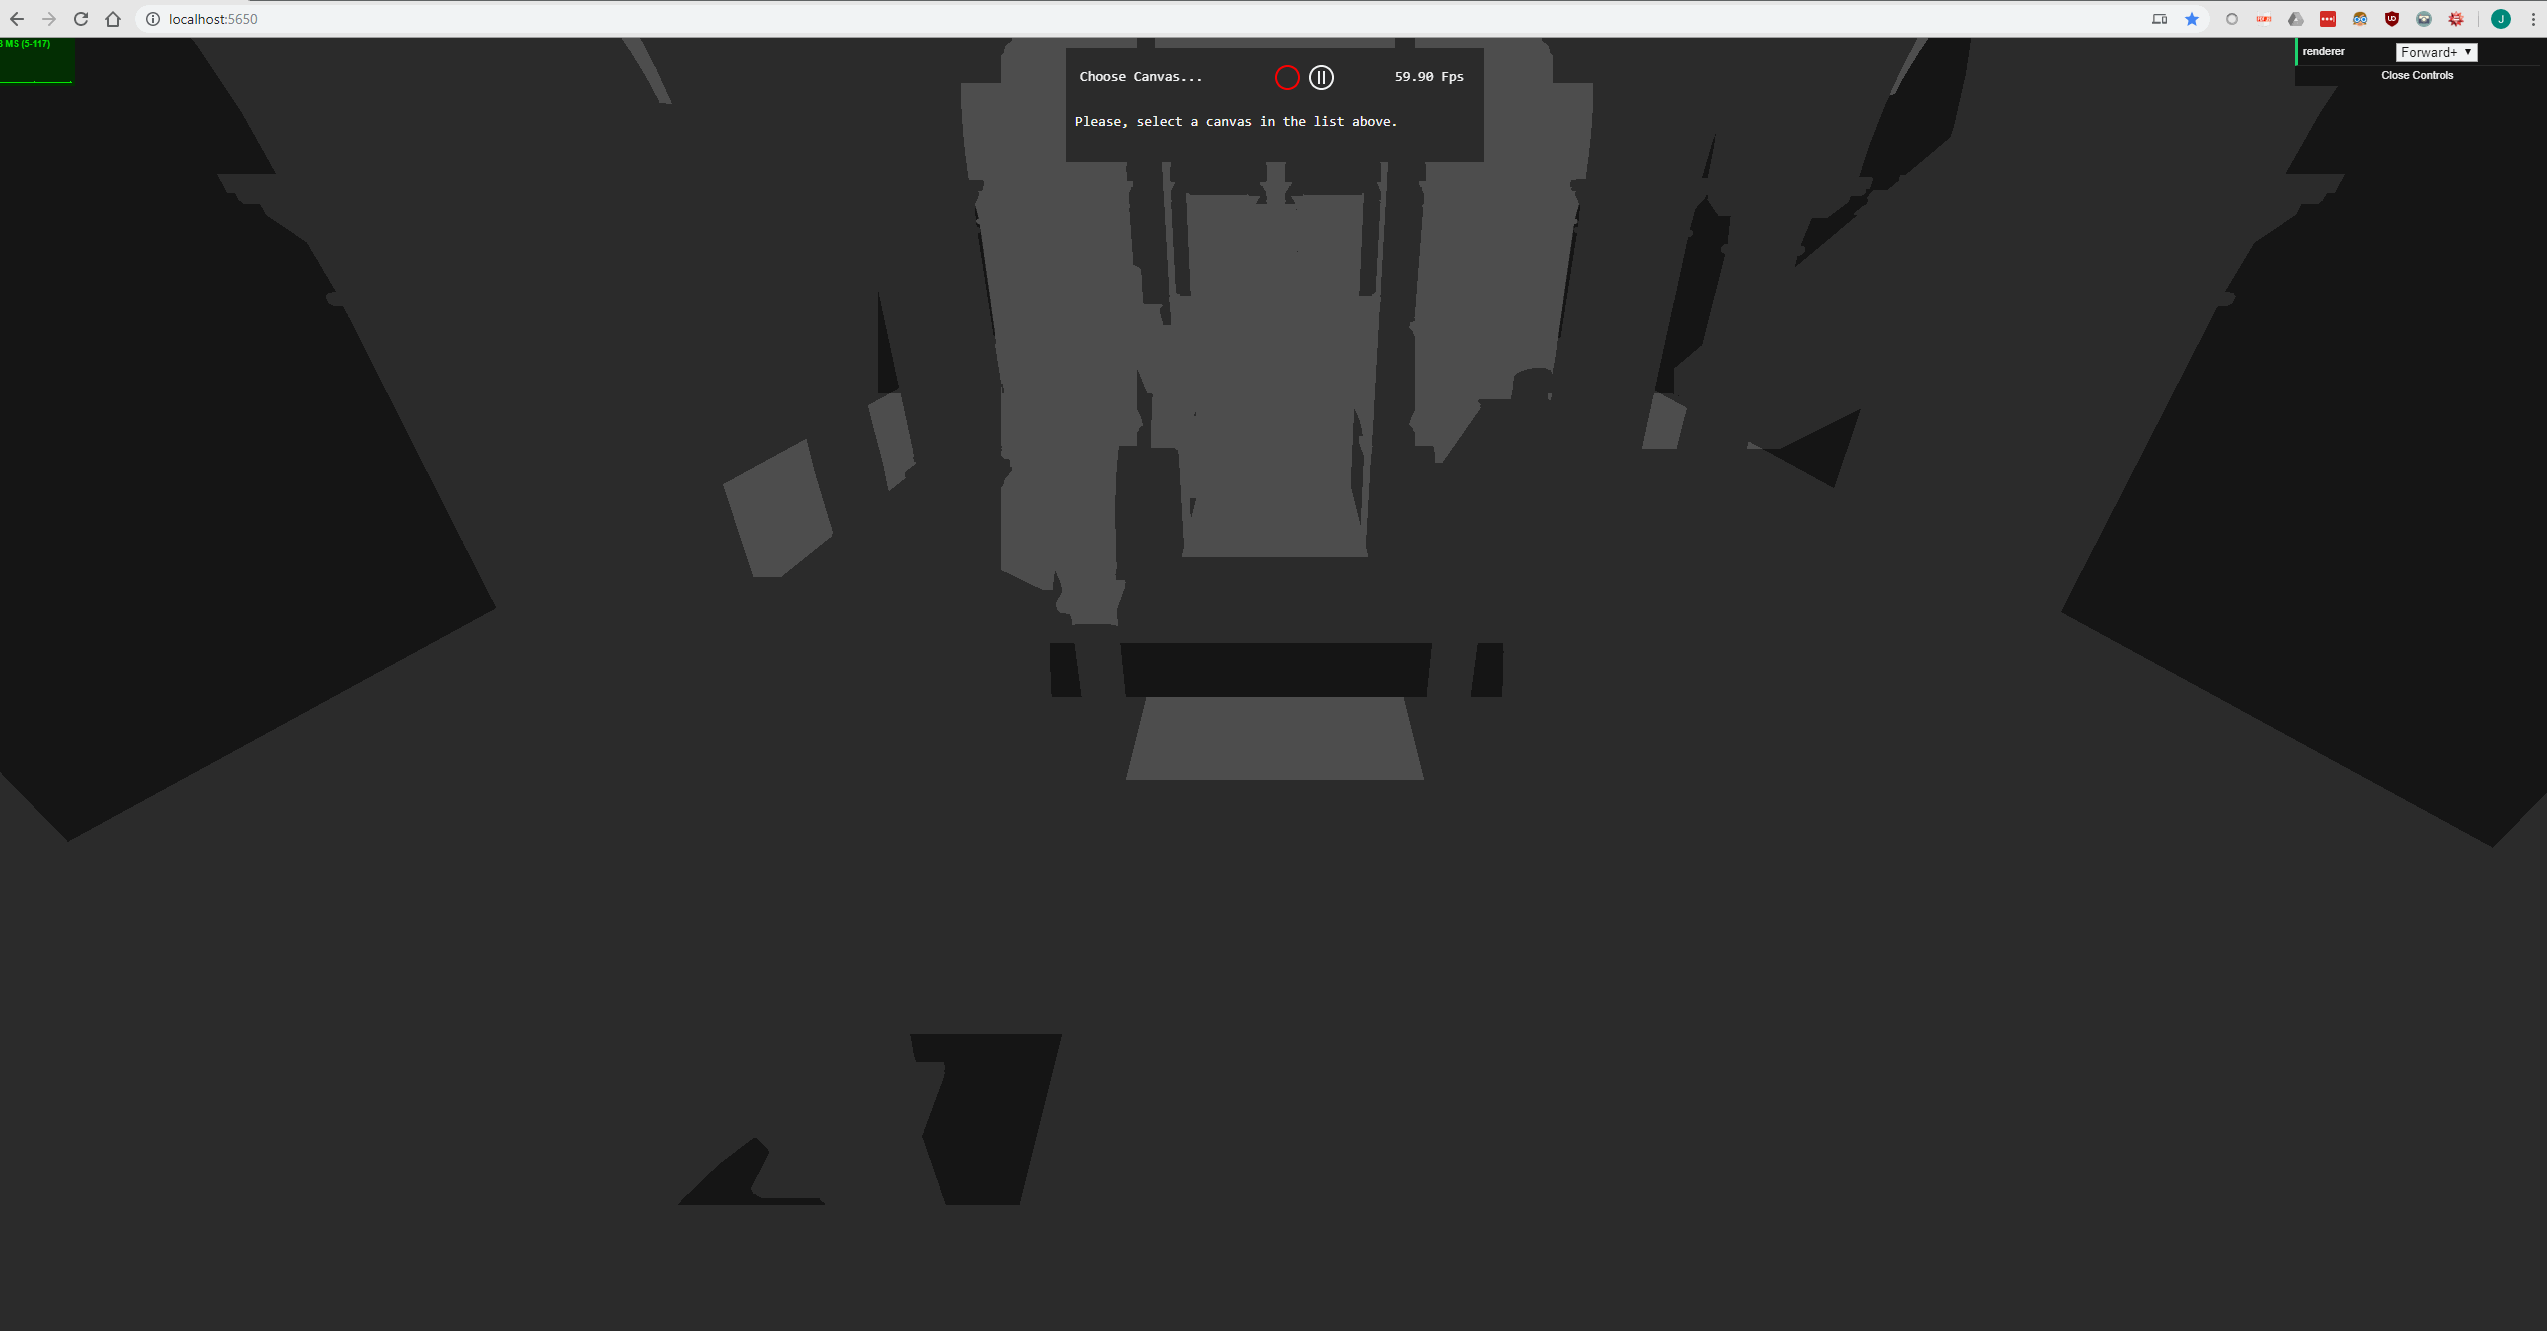 localhost:5650
MS (5-117)
renderer
Forward+
Close Controls
Choose Canvas...
59.90 Fps
Please, select a canvas in the list above.
J